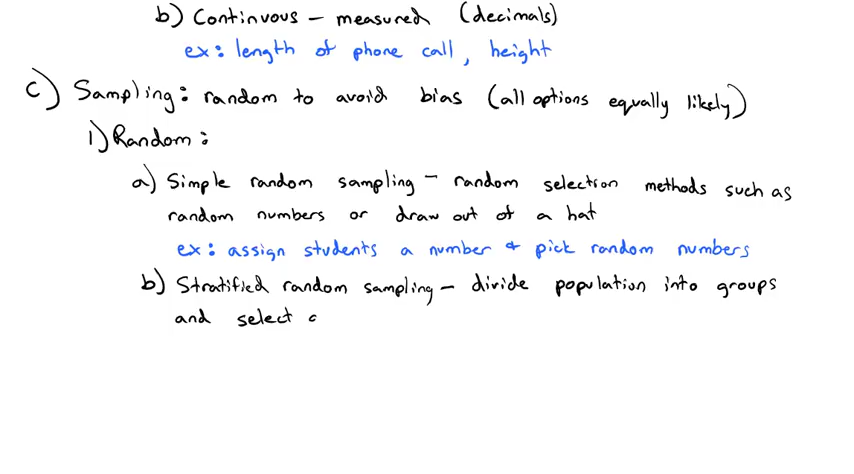 b) Continuous - measured (decimals)
ex: length of phone call, height
c) Sampling: random to avoid bias (all options equally likely)
i) Random:
a) Simple random sampling - random selection methods such as
random numbers or draw out of a hat
ex: assign students a number & pick random numbers
b) Stratified random sampling - divide population into groups
and select